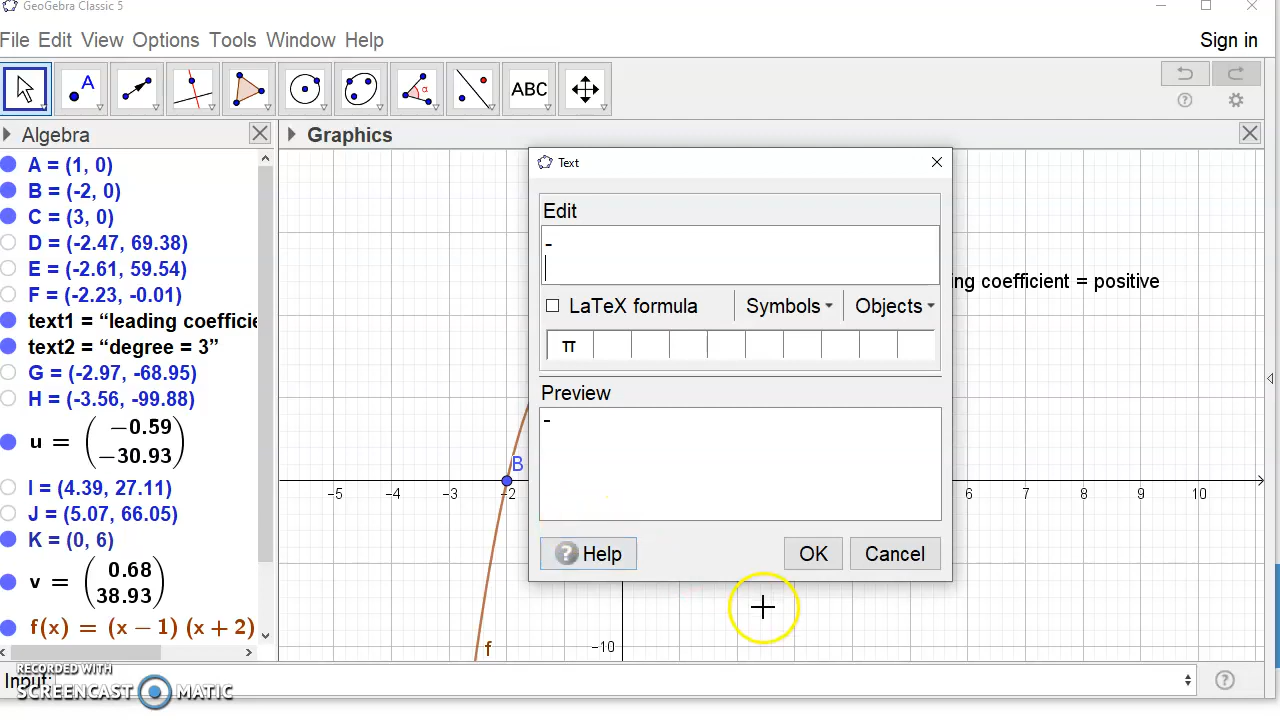 GeoGebra Classic 5
File Edit View Options Tools Window Help
Sign in
A
α
ABC
Algebra
Graphics
A = (1, 0)
B = (-2, 0)
C = (3, 0)
D = (-2.47, 69.38)
E = (-2.61, 59.54)
F = (-2.23, -0.01)
text1 = “leading coefficie
text2 = “degree = 3”
G = (-2.97, -68.95)
H = (-3.56, -99.88)
u = (−0.59
−30.93)
I = (4.39, 27.11)
J = (5.07, 66.05)
K = (0, 6)
v = (0.68
38.93)
f(x) = (x − 1) (x + 2)
Text
Edit
-
LaTeX formula Symbols Objects
π
Preview
-
Help OK Cancel
ing coefficient = positive
B
-5 -4 -3 -2 6 7 8 9 10
−10
f
Input:
RECORDED WITH
SCREENCAST MATIC